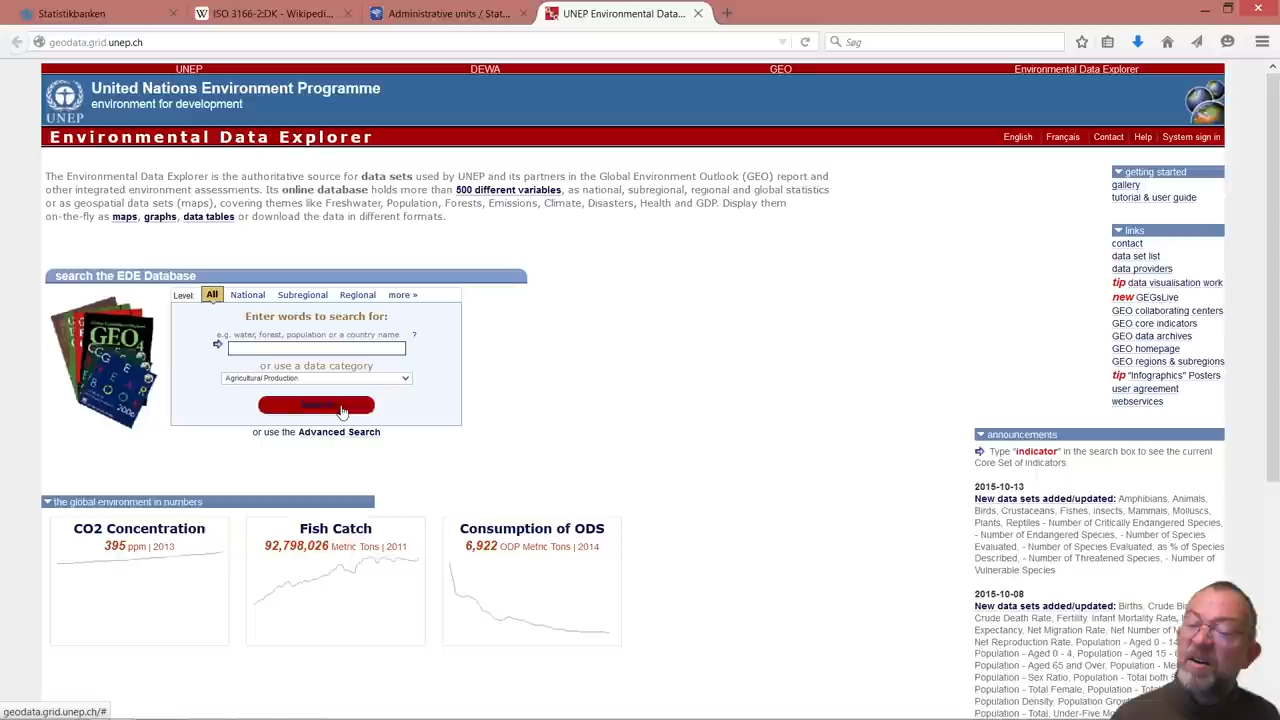 Statistikbanken
ISO 3166-2:DK - Wikipedi...
Administrative units / Stat...
UNEP Environmental Data...
geodata.grid.unep.ch
Søg
UNEP DEWA GEO Environmental Data Explorer
United Nations Environment Programme
environment for development
UNEP
Environmental Data Explorer
English Français Contact Help System sign in
The Environmental Data Explorer is the authoritative source for data sets used by UNEP and its partners in the Global Environment Outlook (GEO) report and
other integrated environment assessments. Its online database holds more than 500 different variables, as national, subregional, regional and global statistics
or as geospatial data sets (maps), covering themes like Freshwater, Population, Forests, Emissions, Climate, Disasters, Health and GDP. Display them
on-the-fly as maps, graphs, data tables or download the data in different formats.
getting started
gallery
tutorial & user guide
links
contact
data set list
data providers
tip data visualisation work
new GEGsLive
GEO collaborating centers
GEO core indicators
GEO data archives
GEO homepage
GEO regions & subregions
tip "Infographics" Posters
user agreement
webservices
search the EDE Database
Level: All National Subregional Regional more »
Enter words to search for:
e.g. water, forest, population or a country name ?
or use a data category
Agricultural Production
or use the Advanced Search
GEO
2006
announcements
Type "indicator" in the search box to see the current
Core Set of indicators.
2015-10-13
New data sets added/updated: Amphibians, Animals,
Birds, Crustaceans, Fishes, Insects, Mammals, Molluscs,
Plants, Reptiles - Number of Critically Endangered Species,
- Number of Endangered Species, - Number of Species
Evaluated, - Number of Species Evaluated, as % of Species
Described, - Number of Threatened Species, - Number of
Vulnerable Species
2015-10-08
New data sets added/updated: Births, Crude Bi
Crude Death Rate, Fertility, Infant Mortality Rate,
Expectancy, Net Migration Rate, Net Number of M
Net Reproduction Rate, Population - Aged 0 - 14
Population - Aged 0 - 4, Population - Aged 15 -
Population - Aged 65 and Over, Population - Me
Population - Sex Ratio, Population - Total both S
Population - Total Female, Population -
Population Density, Population Grow
Population - Total, Under-Five Mo
the global environment in numbers
CO2 Concentration
395 ppm | 2013
Fish Catch
92,798,026 Metric Tons | 2011
Consumption of ODS
6,922 ODP Metric Tons | 2014
geodata.grid.unep.ch/#